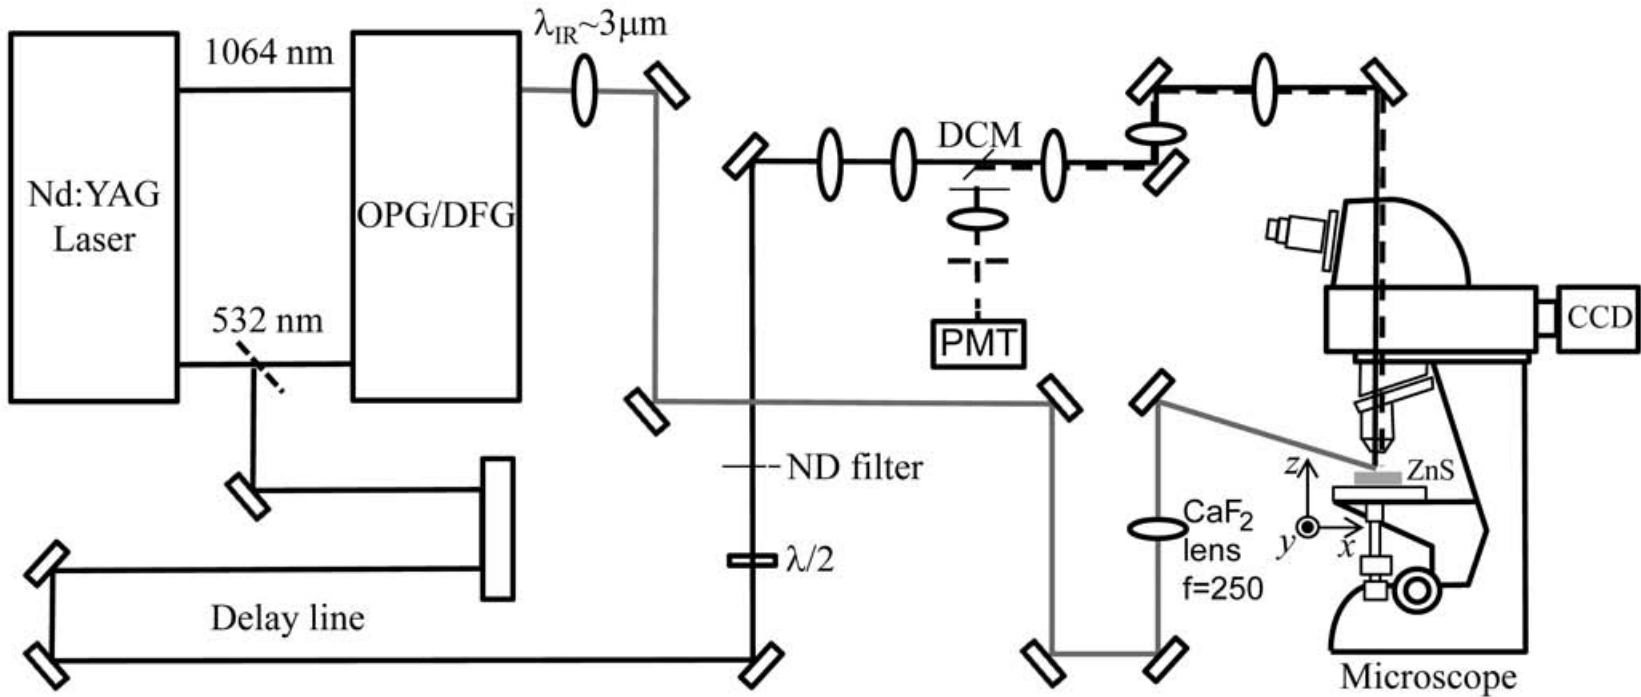 λIR~3μm
1064 nm
Nd:YAG
Laser
OPG/DFG
DCM
532 nm
PMT
CCD
ND filter
z
ZnS
y
x
CaF2
lens
f=250
λ/2
Delay line
Microscope